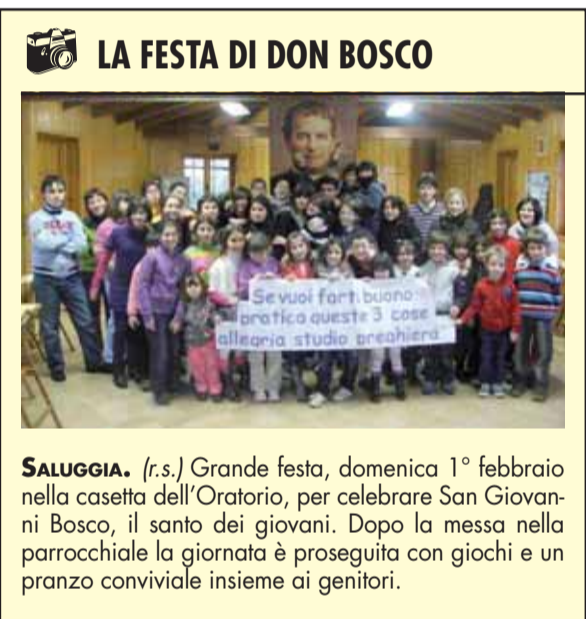 LA FESTA DI DON BOSCO
Se vuoi farti buono
pratica queste 3 cose
allegria studio preghiera
SALUGGIA. (r.s.) Grande festa, domenica 1° febbraio
nella casetta dell'Oratorio, per celebrare San Giovan-
ni Bosco, il santo dei giovani. Dopo la messa nella
parrocchiale la giornata è proseguita con giochi e un
pranzo conviviale insieme ai genitori.